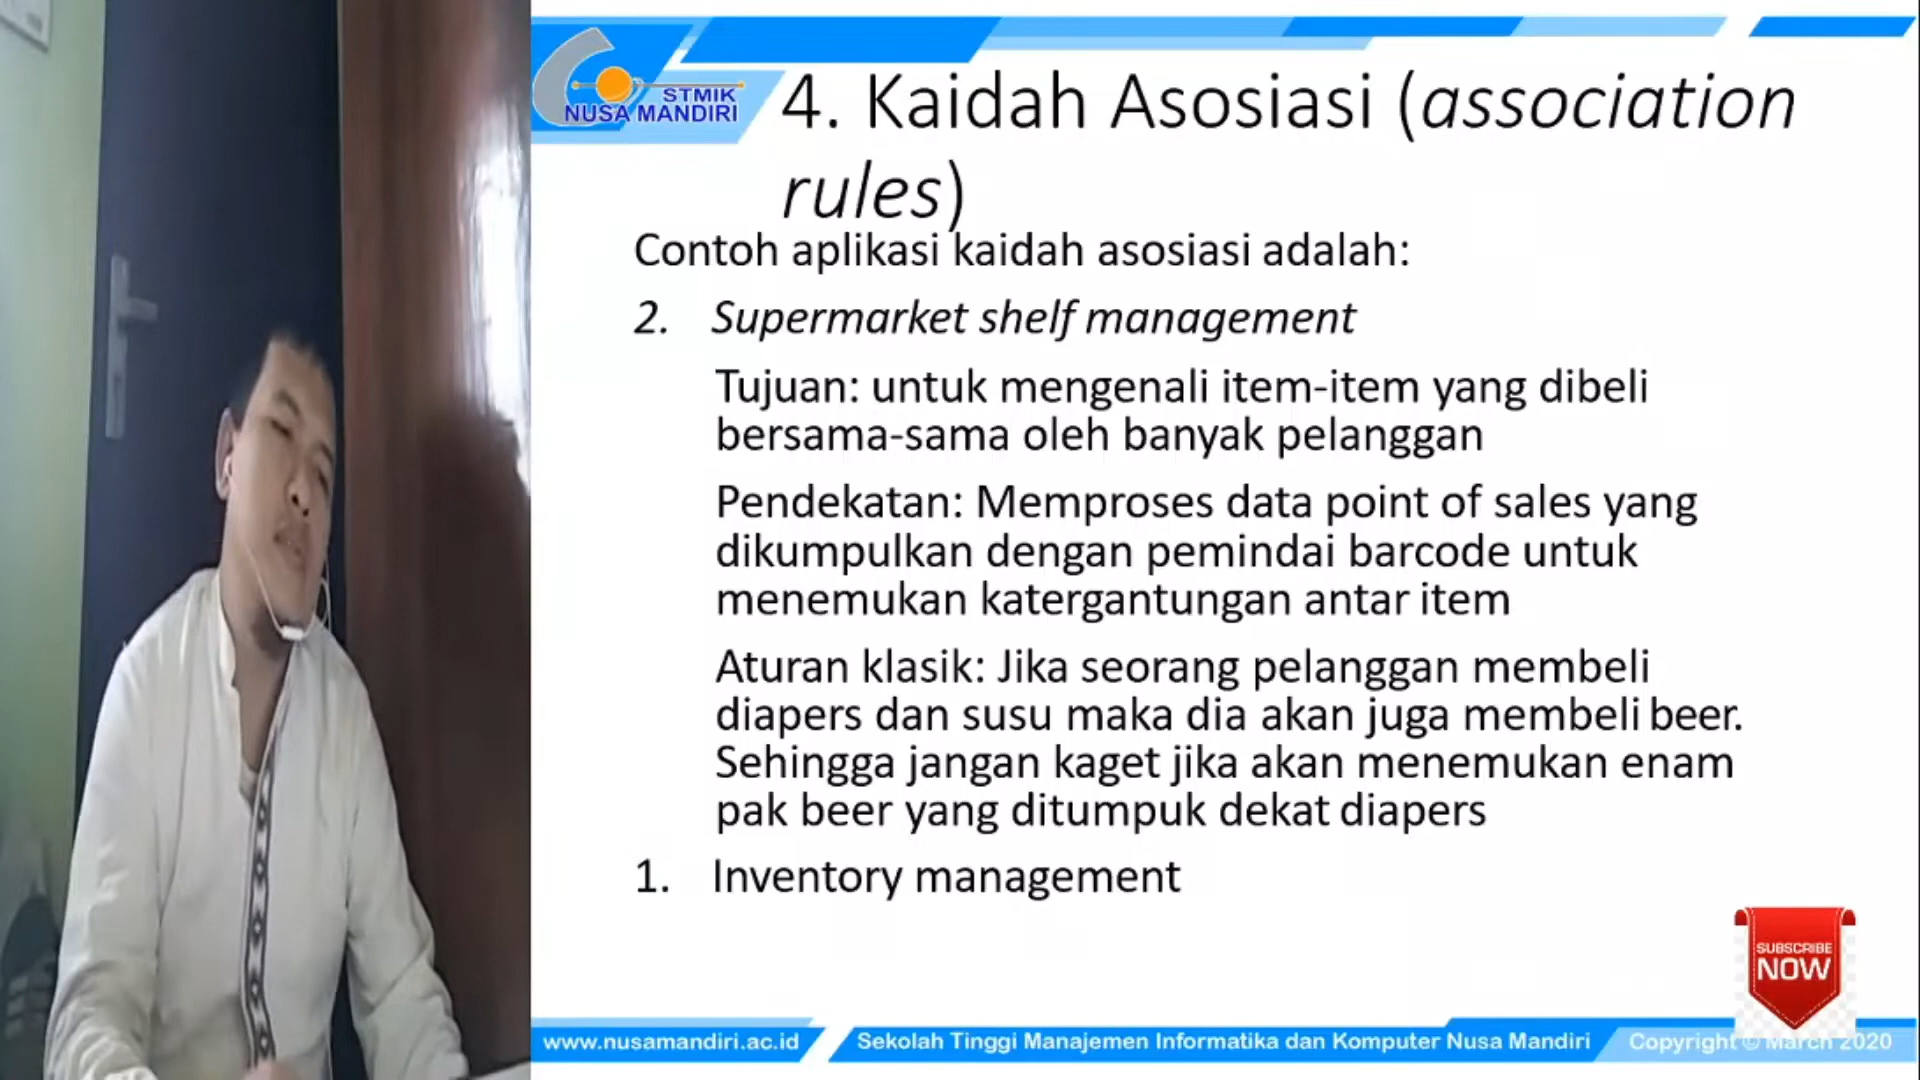 STMIK
NUSA MANDIRI
4. Kaidah Asosiasi (association
rules)
Contoh aplikasi kaidah asosiasi adalah:
2. Supermarket shelf management
Tujuan: untuk mengenali item-item yang dibeli
bersama-sama oleh banyak pelanggan
Pendekatan: Memproses data point of sales yang
dikumpulkan dengan pemindai barcode untuk
menemukan katergantungan antar item
Aturan klasik: Jika seorang pelanggan membeli
diapers dan susu maka dia akan juga membeli beer.
Sehingga jangan kaget jika akan menemukan enam
pak beer yang ditumpuk dekat diapers
1. Inventory management
SUBSCRIBE
NOW
www.nusamandiri.ac.id
Sekolah Tinggi Manajemen Informatika dan Komputer Nusa Mandiri
Copyright © March 2020